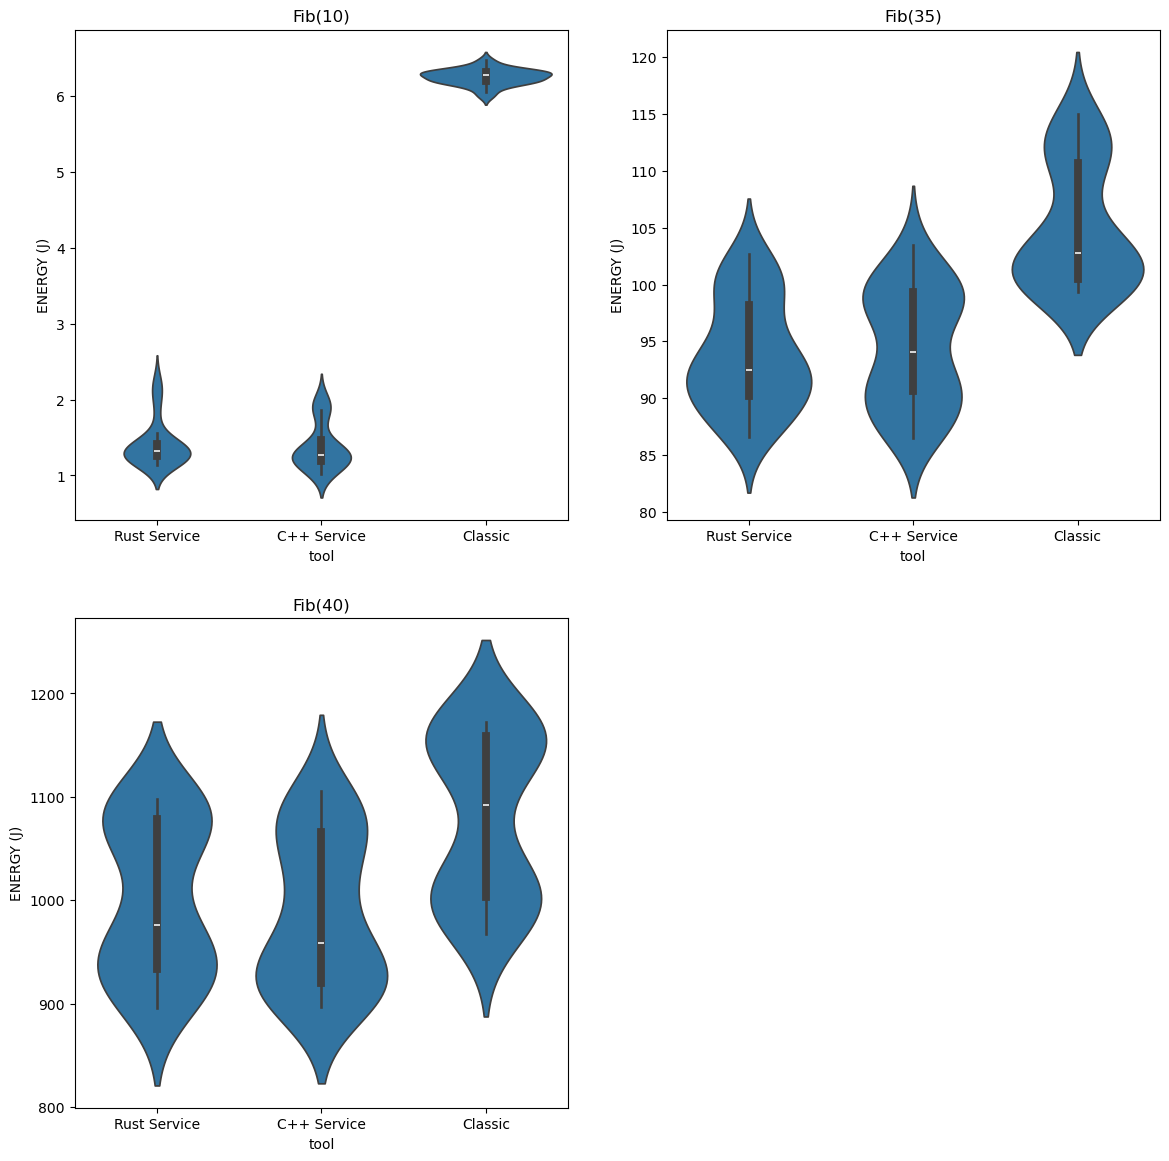 Fib(10)
ENERGY (J)
6
5
4
3
2
1
Rust Service
C++ Service
Classic
tool
Fib(35)
ENERGY (J)
120
115
110
105
100
95
90
85
80
Rust Service
C++ Service
Classic
tool
Fib(40)
ENERGY (J)
1200
1100
1000
900
800
Rust Service
C++ Service
Classic
tool